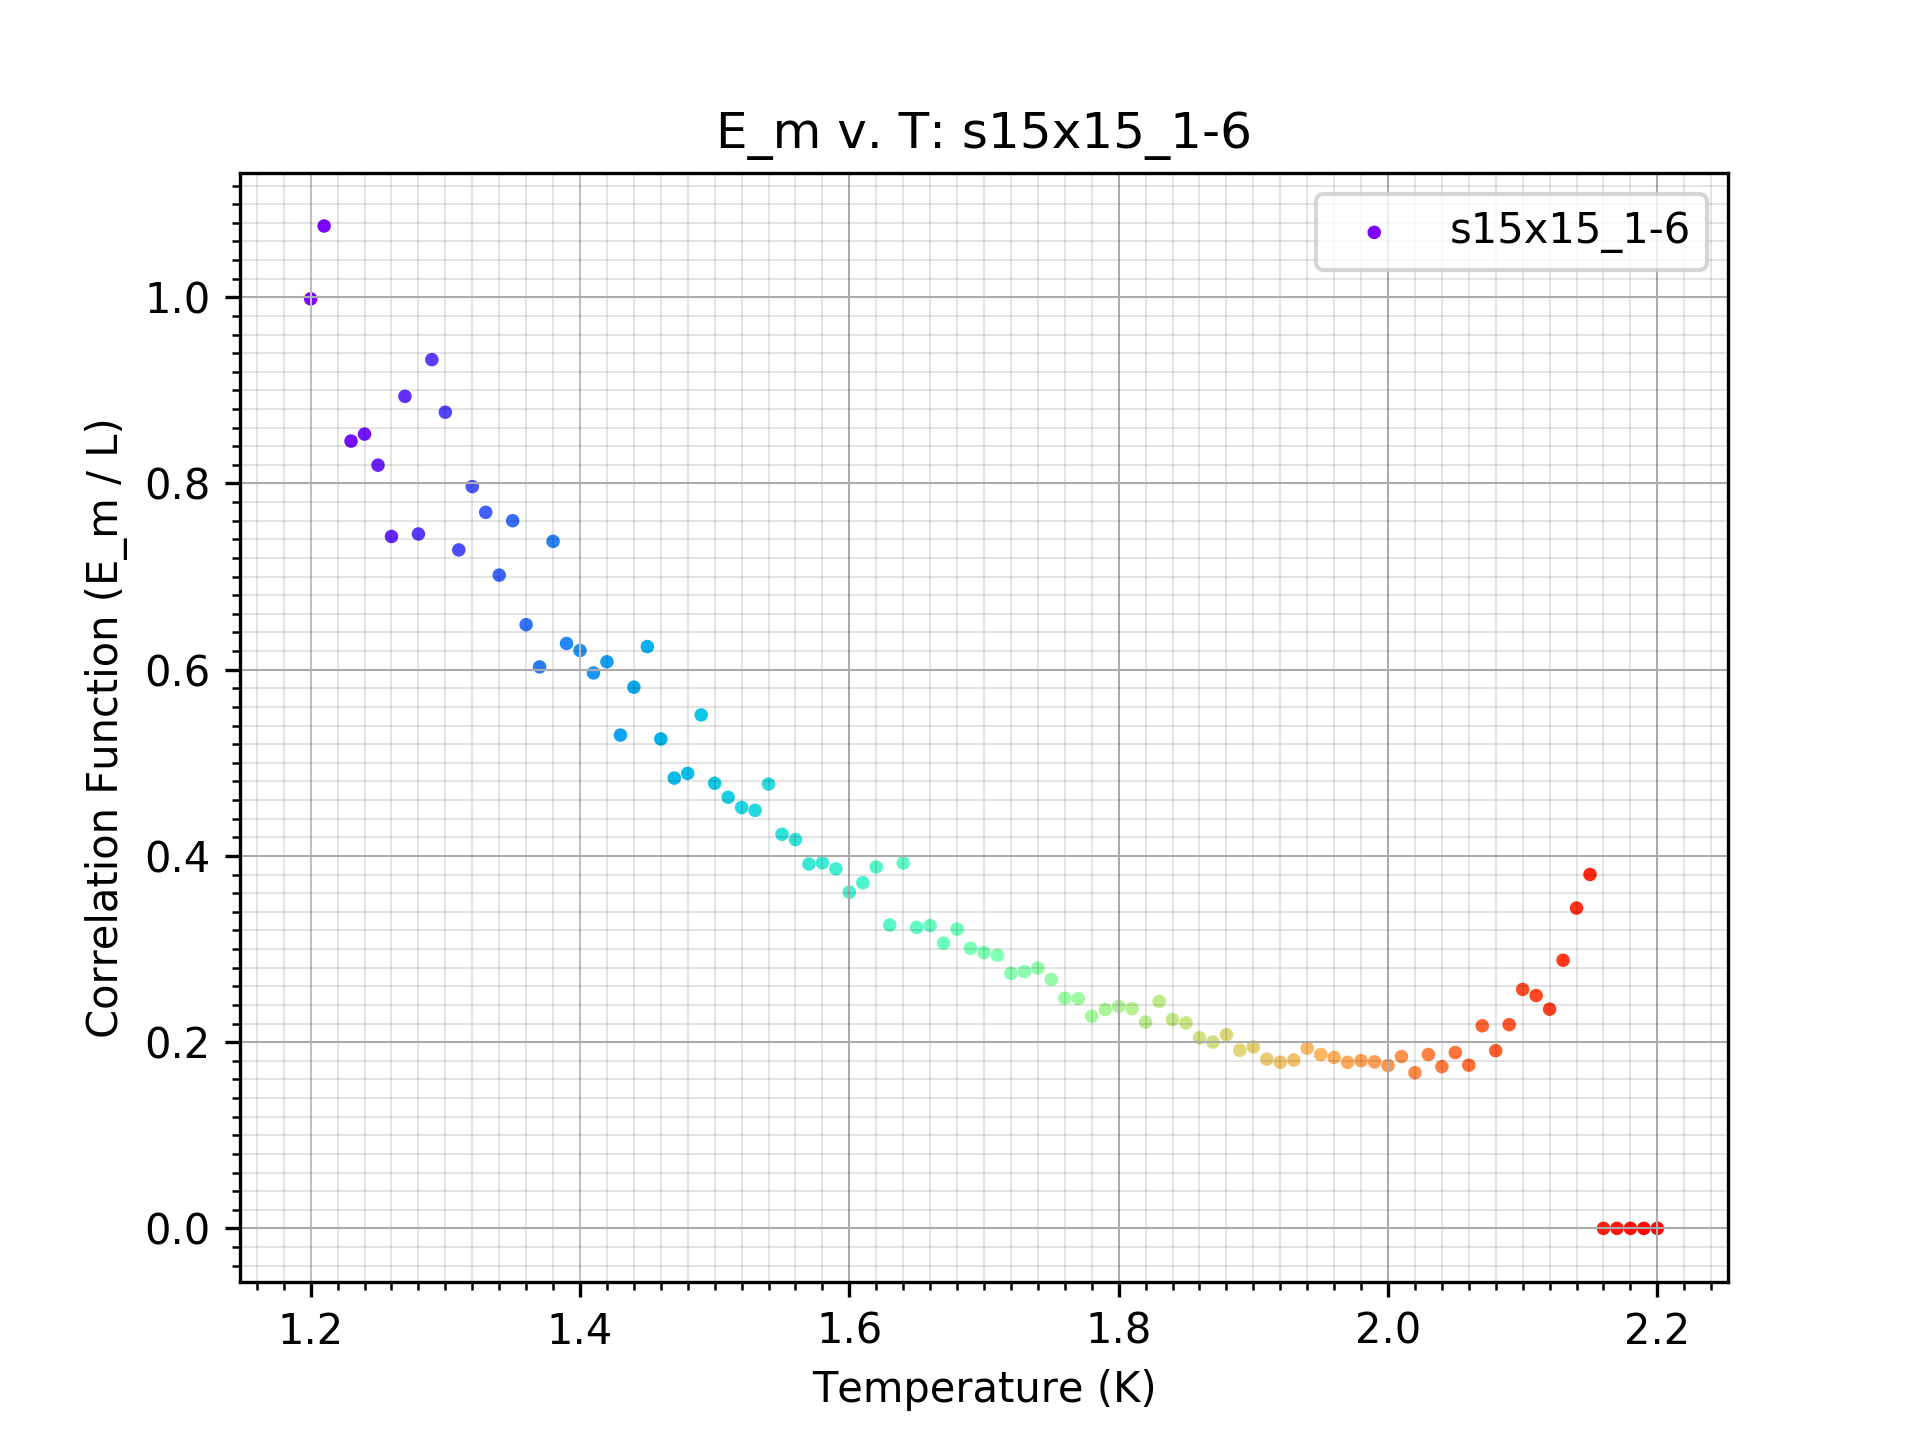 E_m v. T: s15x15_1-6
s15x15_1-6
Correlation Function (E_m / L)
1.0
0.8
0.6
0.4
0.2
0.0
1.2 1.4 1.6 1.8 2.0 2.2
Temperature (K)